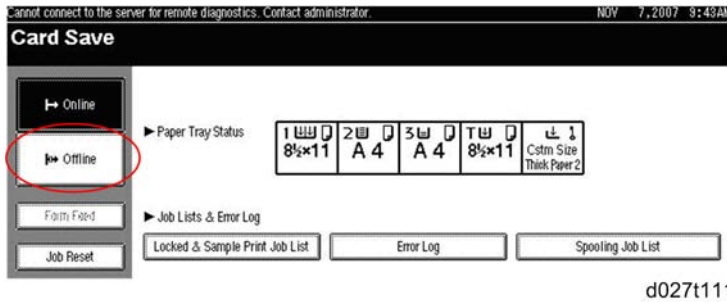 Cannot connect to the server for remote diagnostics. Contact administrator. NOV 7,2007 9:43AM
Card Save
Online
Offline
Form Feed
Job Reset
► Paper Tray Status
1 8½×11
2 A 4
3 A 4
T 8½×11
Cstm Size
Thick Paper 2
► Job Lists & Error Log
Locked & Sample Print Job List
Error Log
Spooling Job List
d027t111